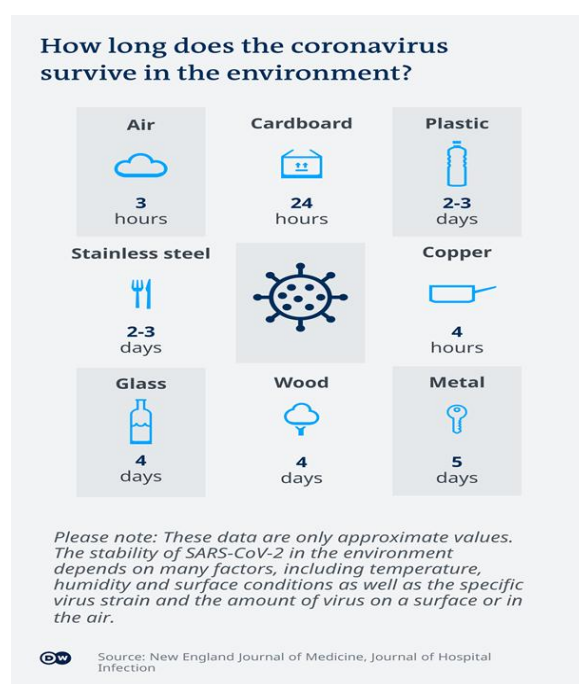 How long does the coronavirus
survive in the environment?
Air
3
hours
Cardboard
24
hours
Plastic
2-3
days
Stainless steel
2-3
days
Copper
4
hours
Glass
4
days
Wood
4
days
Metal
5
days
Please note: These data are only approximate values.
The stability of SARS-CoV-2 in the environment
depends on many factors, including temperature,
humidity and surface conditions as well as the specific
virus strain and the amount of virus on a surface or in
the air.
DW
Source: New England Journal of Medicine, Journal of Hospital
Infection